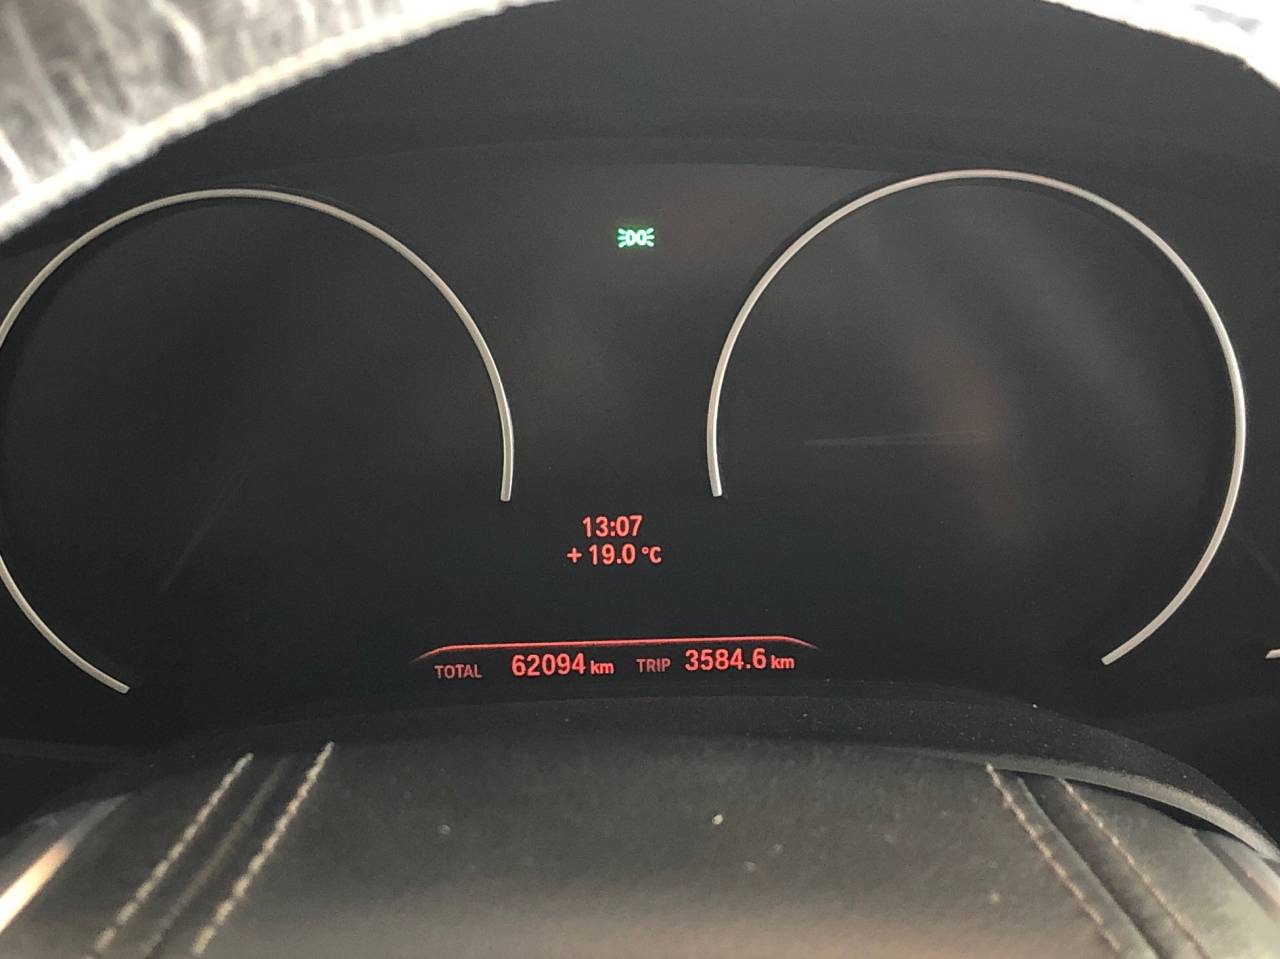 13:07
+ 19.0 °C
TOTAL 62094 km TRIP 3584.6 km